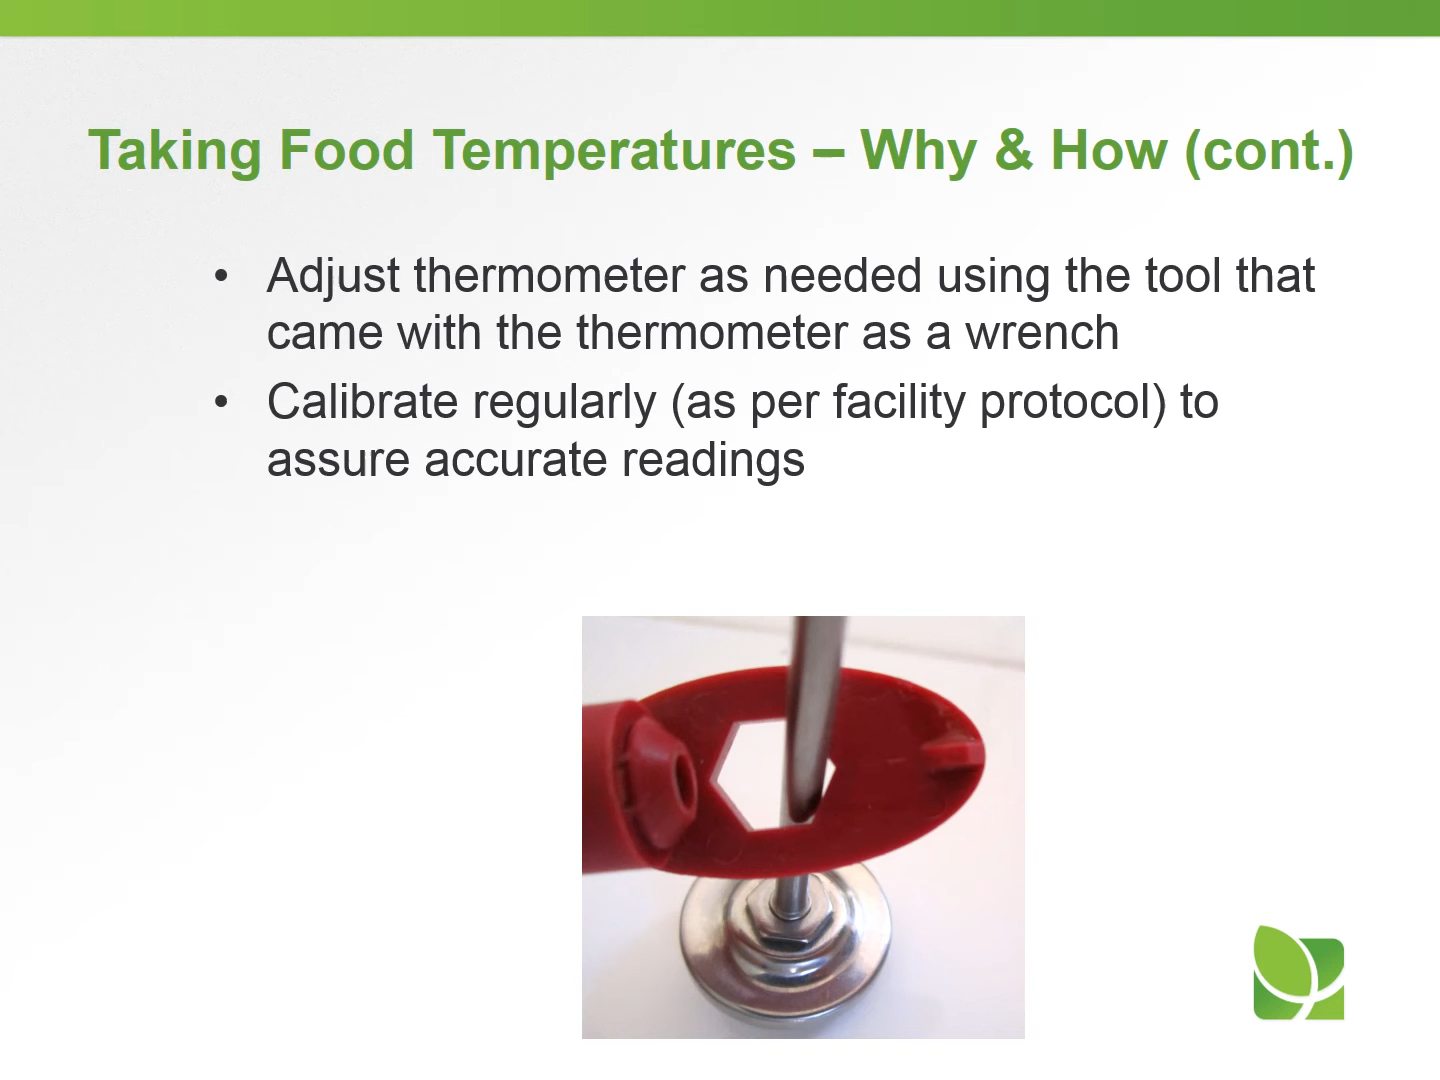 Taking Food Temperatures – Why & How (cont.)
• Adjust thermometer as needed using the tool that
came with the thermometer as a wrench
• Calibrate regularly (as per facility protocol) to
assure accurate readings